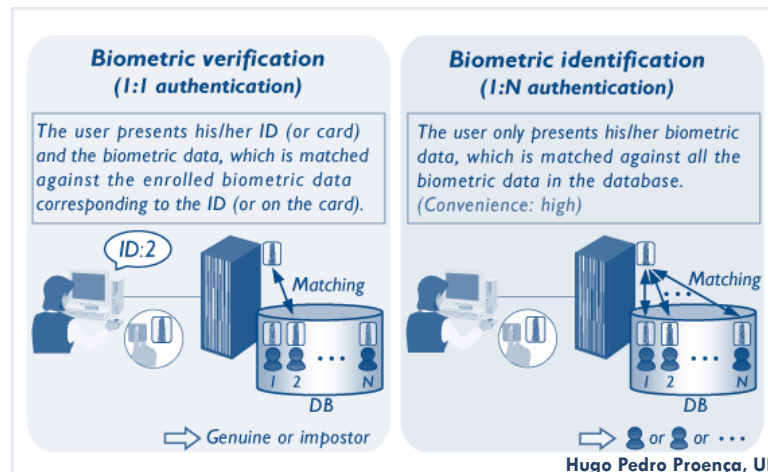 Biometric verification
(1:1 authentication)
The user presents his/her ID (or card)
and the biometric data, which is matched
against the enrolled biometric data
corresponding to the ID (or on the card).
ID:2
Matching
1 2 ... N
DB
Genuine or impostor
Biometric identification
(1:N authentication)
The user only presents his/her biometric
data, which is matched against all the
biometric data in the database.
(Convenience: high)
Matching
...
1 2 ... N
DB
or or ...
Hugo Pedro Proença,